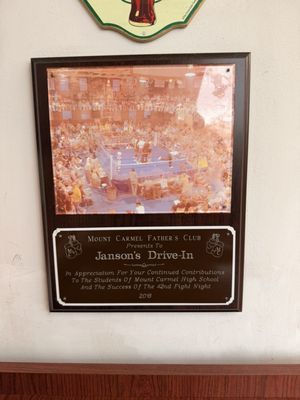 Mount Carmel Father's Club
Presents To
Janson's Drive-In
In Appreciation For Your Continued Contributions
To The Students Of Mount Carmel High School
And The Success Of The 42nd Fight Night
2018